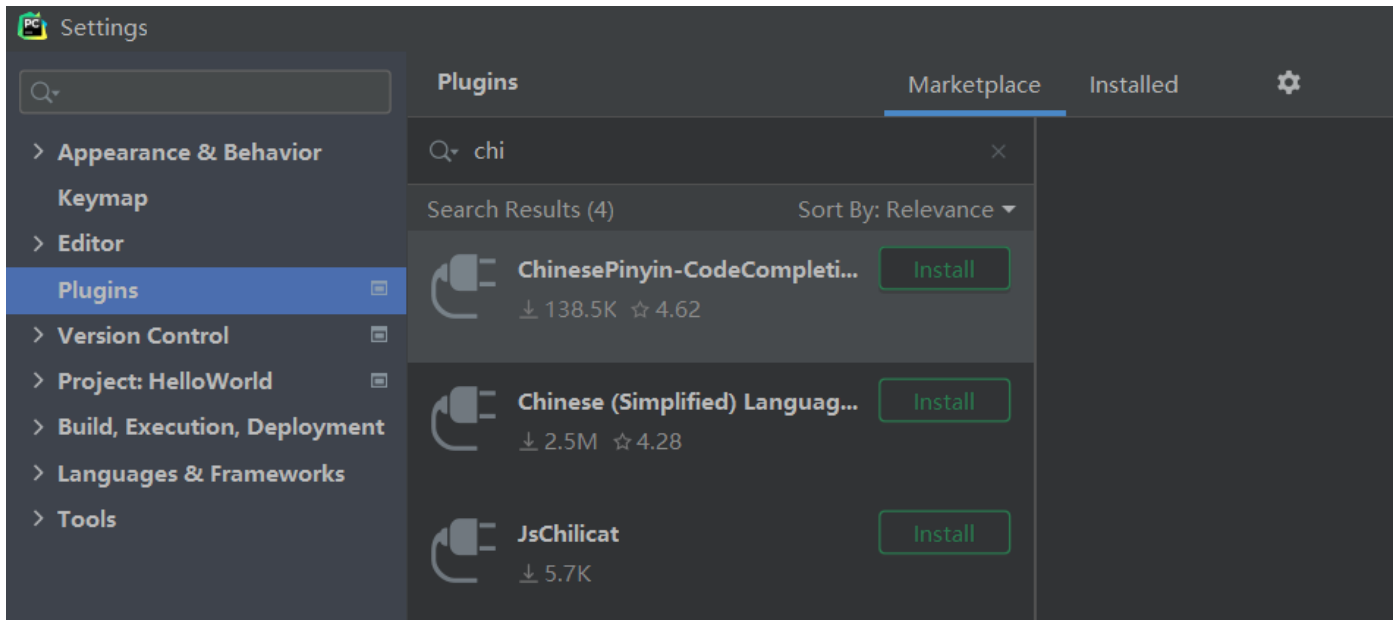 PC
Settings
Plugins
Marketplace
Installed
chi
Appearance & Behavior
Keymap
Editor
Plugins
Version Control
Project: HelloWorld
Build, Execution, Deployment
Languages & Frameworks
Tools
Search Results (4)
Sort By: Relevance
ChinesePinyin-CodeCompleti...
Install
138.5K
4.62
Chinese (Simplified) Languag...
Install
2.5M
4.28
JsChilicat
Install
5.7K